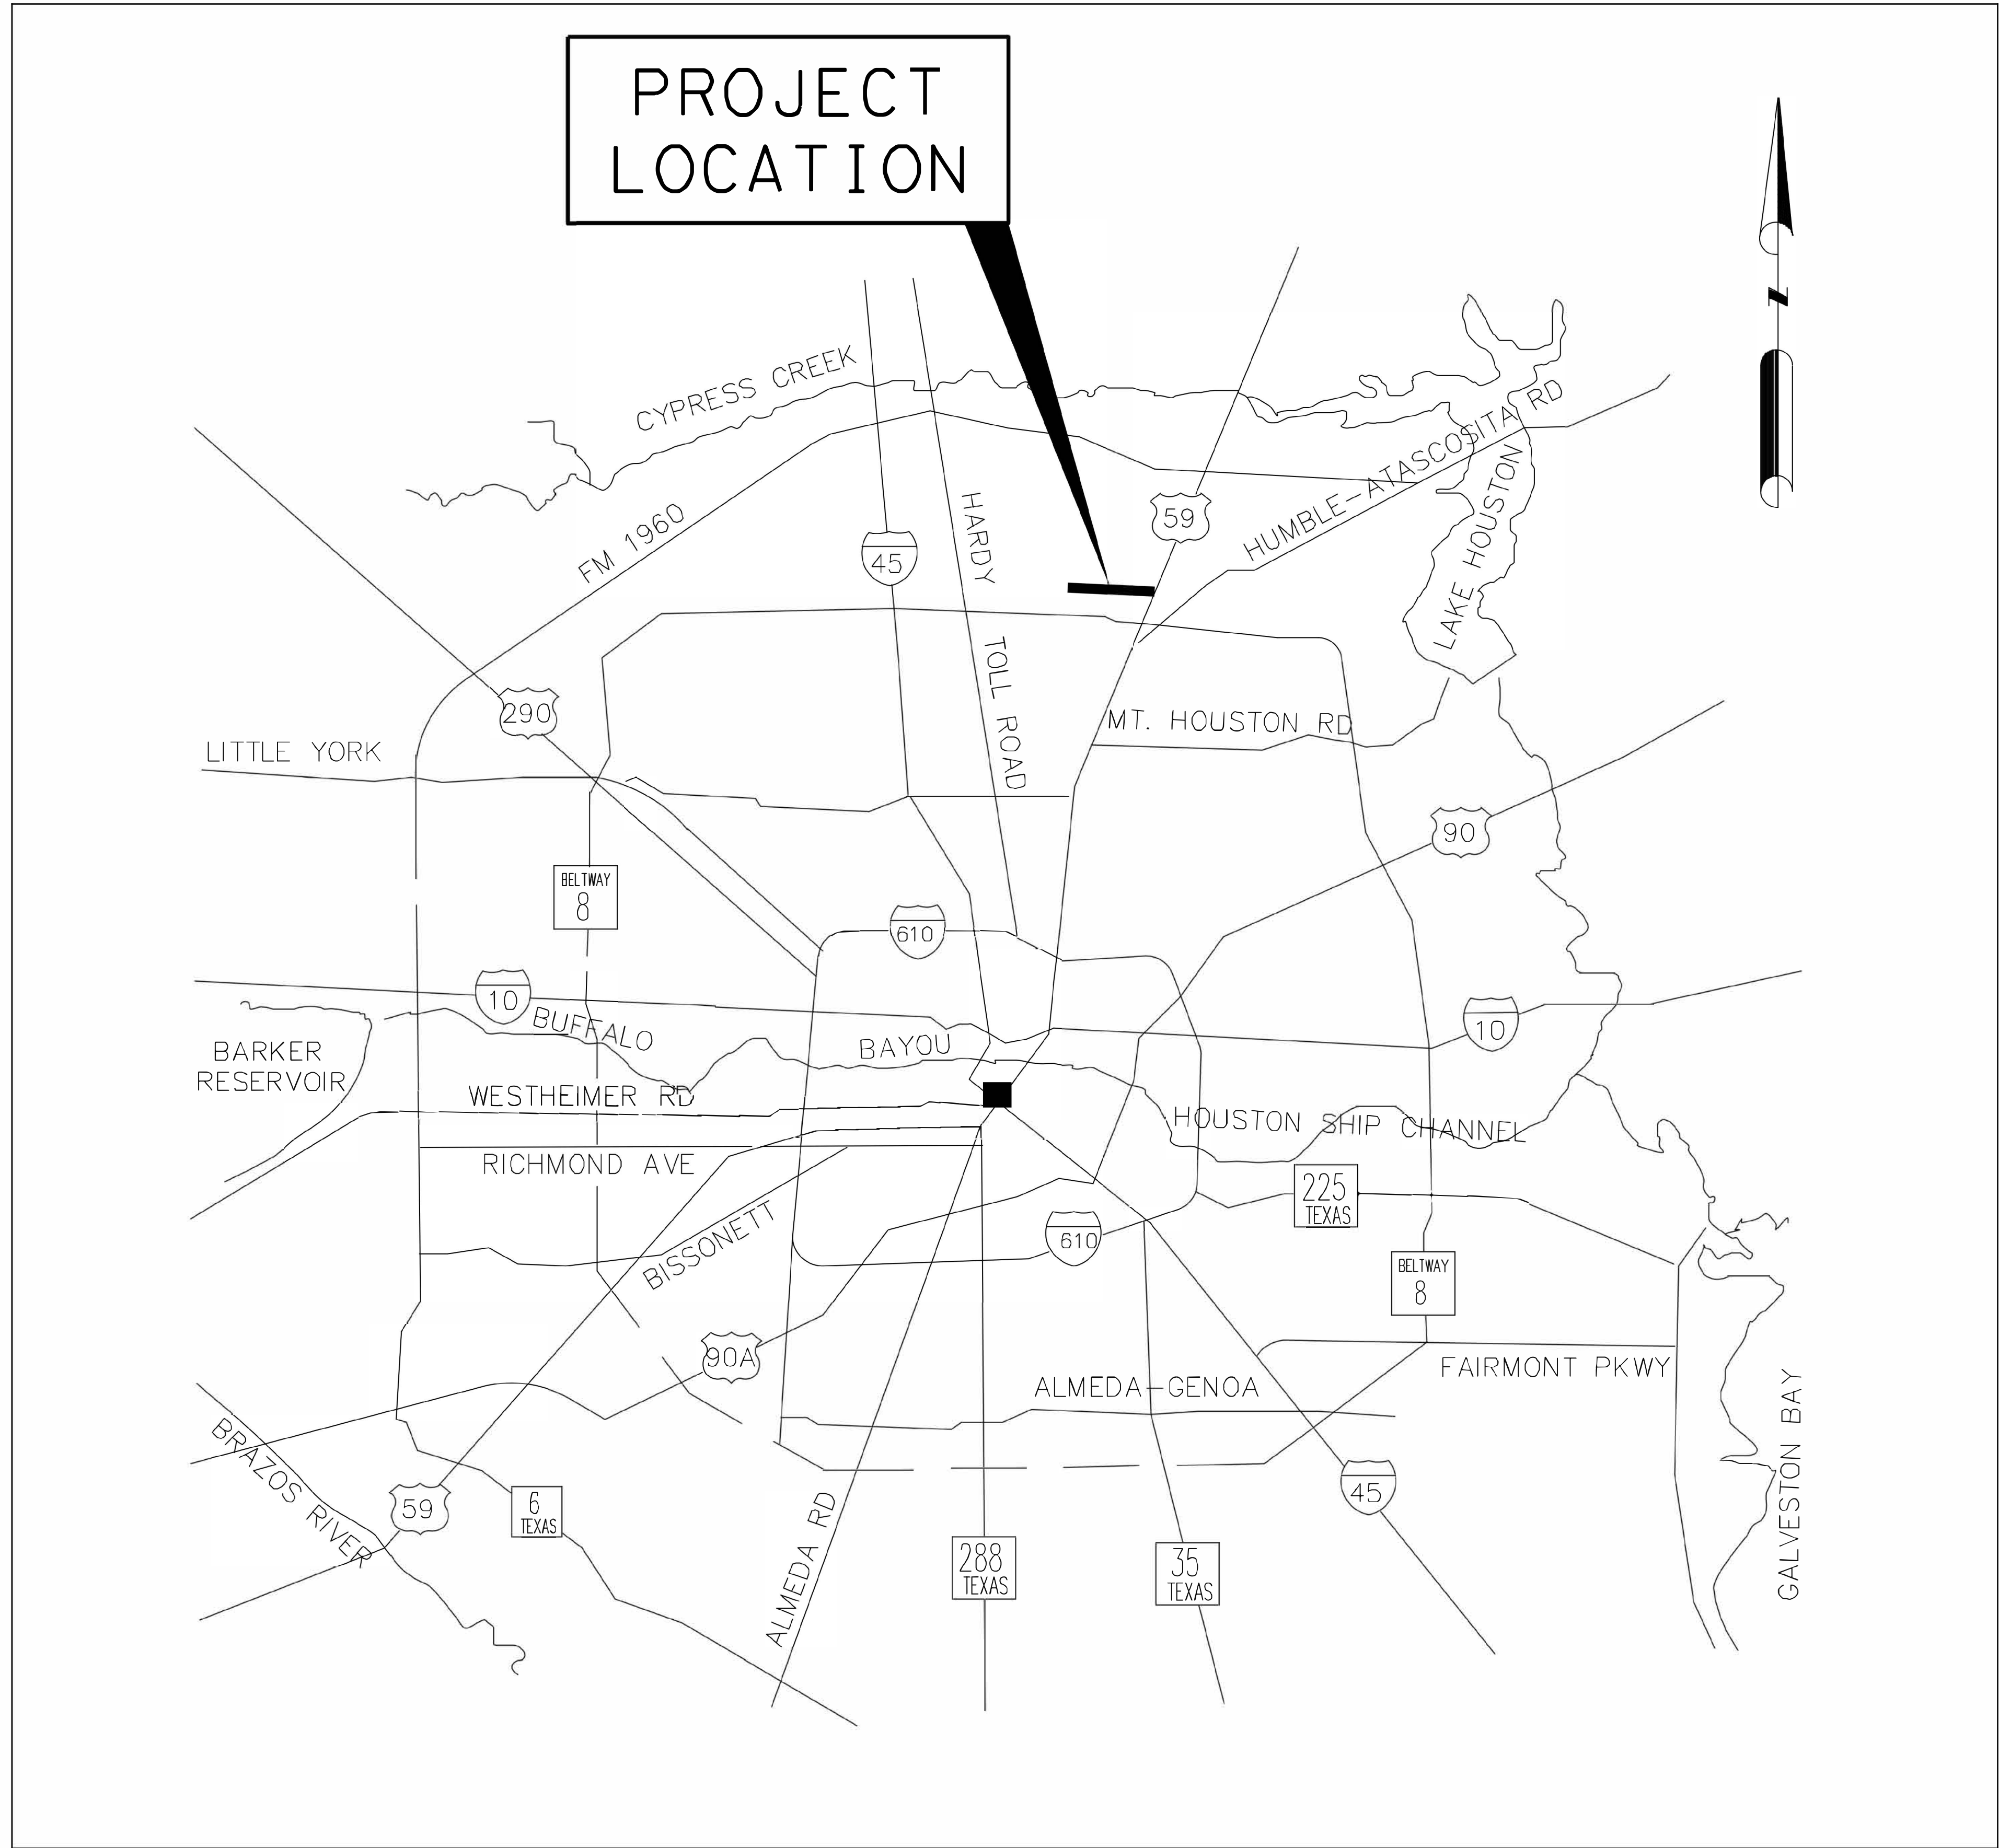 PROJECT
LOCATION
N
CYPRESS CREEK
FM 1960
45
HARDY
TOLL ROAD
59
HUMBLE-ATASCOSITA RD
LAKE HOUSTON
290
LITTLE YORK
MT. HOUSTON RD
90
BELTWAY
8
610
10
BUFFALO
BAYOU
10
BARKER
RESERVOIR
WESTHEIMER RD
HOUSTON SHIP CHANNEL
RICHMOND AVE
225
TEXAS
BISSONETT
610
BELTWAY
8
90A
FAIRMONT PKWY
ALMEDA-GENOA
BRAZOS RIVER
59
6
TEXAS
ALMEDA RD
288
TEXAS
35
TEXAS
45
GALVESTON BAY